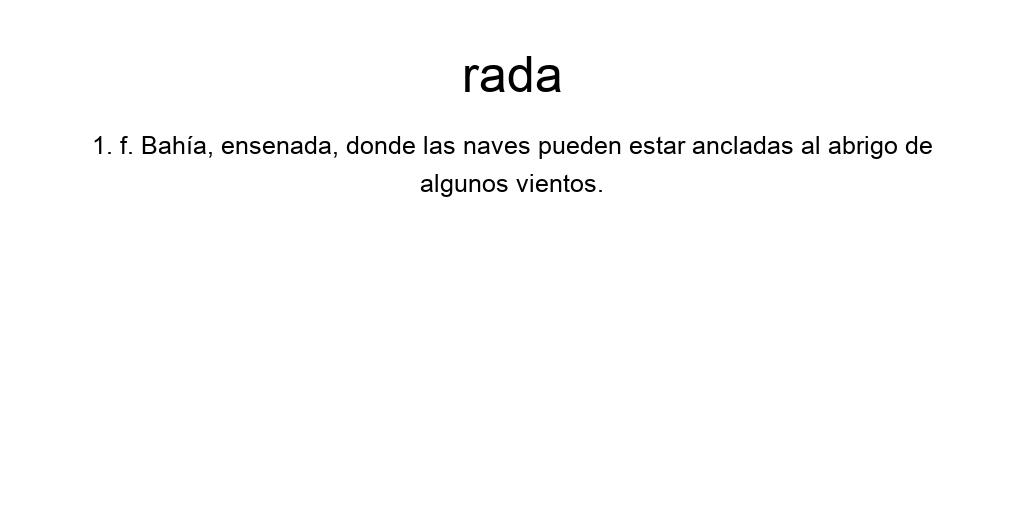 rada
1. f. Bahía, ensenada, donde las naves pueden estar ancladas al abrigo de
algunos vientos.